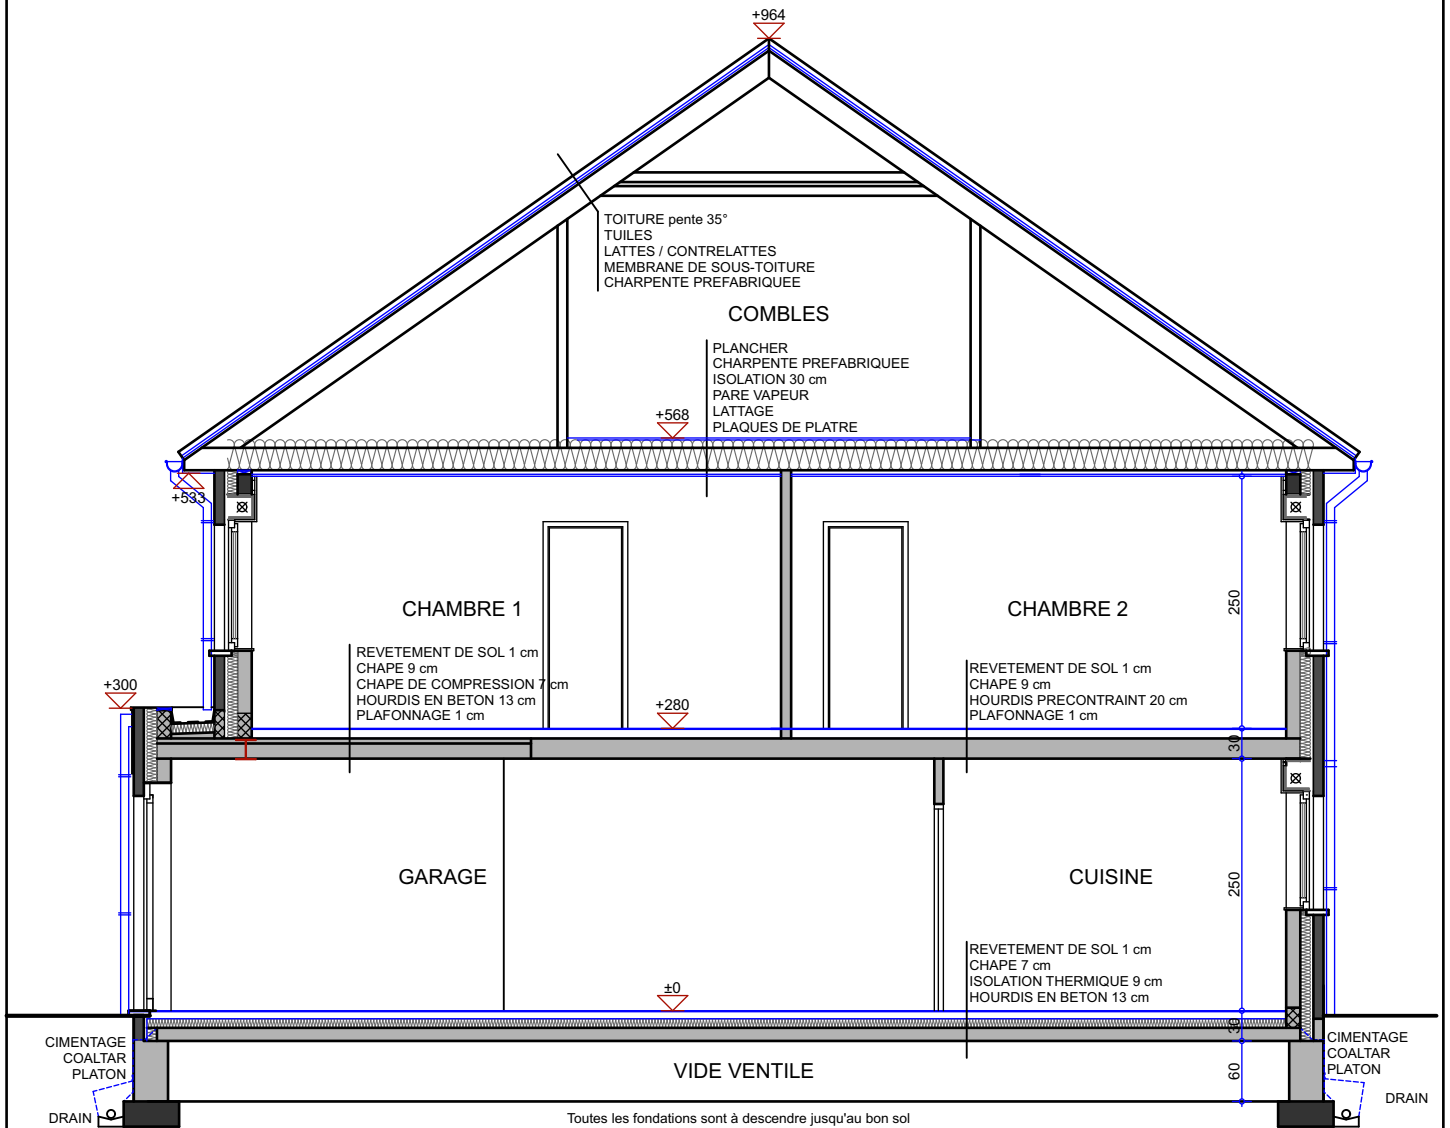 +964
TOITURE pente 35°
TUILES
LATTES / CONTRELATTES
MEMBRANE DE SOUS-TOITURE
CHARPENTE PREFABRIQUEE
COMBLES
PLANCHER
CHARPENTE PREFABRIQUEE
ISOLATION 30 cm
PARE VAPEUR
LATTAGE
PLAQUES DE PLATRE
+568
+533
CHAMBRE 1
CHAMBRE 2
250
REVETEMENT DE SOL 1 cm
CHAPE 9 cm
CHAPE DE COMPRESSION 7 cm
HOURDIS EN BETON 13 cm
PLAFONNAGE 1 cm
REVETEMENT DE SOL 1 cm
CHAPE 9 cm
HOURDIS PRECONTRAINT 20 cm
PLAFONNAGE 1 cm
+300
+280
30
GARAGE
CUISINE
250
REVETEMENT DE SOL 1 cm
CHAPE 7 cm
ISOLATION THERMIQUE 9 cm
HOURDIS EN BETON 13 cm
±0
30
CIMENTAGE
COALTAR
PLATON
DRAIN
VIDE VENTILE
60
CIMENTAGE
COALTAR
PLATON
DRAIN
Toutes les fondations sont à descendre jusqu'au bon sol